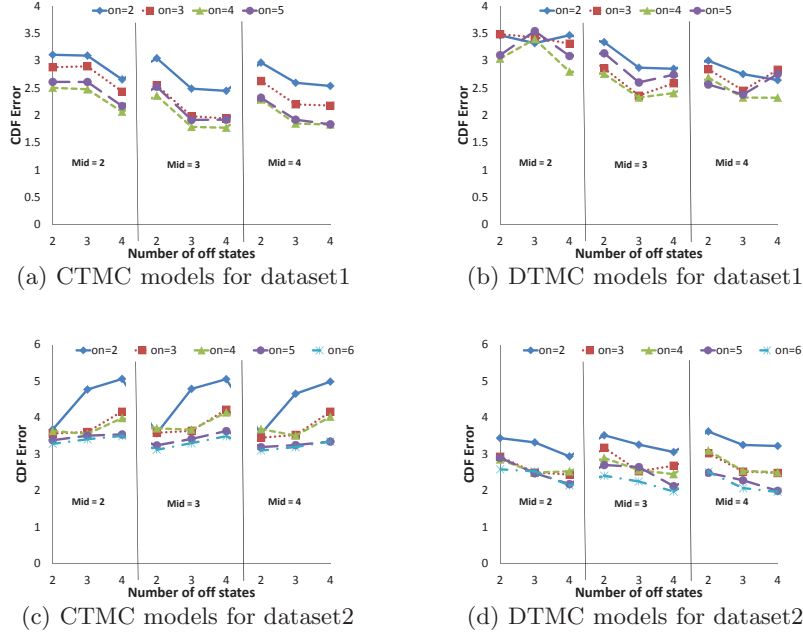 on=2 on=3 on=4 on=5
4
3.5
3
2.5
2
1.5
1
0.5
0
CDF Error
Mid = 2 Mid = 3 Mid = 4
2 3 4 2 3 4 2 3 4
Number of off states
(a) CTMC models for dataset1
on=2 on=3 on=4 on=5
4
3.5
3
2.5
2
1.5
1
0.5
0
CDF Error
Mid = 2 Mid = 3 Mid = 4
2 3 4 2 3 4 2 3 4
Number of off states
(b) DTMC models for dataset1
on=2 on=3 on=4 on=5 on=6
6
5
4
3
2
1
0
CDF Error
Mid = 2 Mid = 3 Mid = 4
2 3 4 2 3 4 2 3 4
Number of off states
(c) CTMC models for dataset2
on=2 on=3 on=4 on=5 on=6
6
5
4
3
2
1
0
CDF Error
Mid = 2 Mid = 3 Mid = 4
2 3 4 2 3 4 2 3 4
Number of off states
(d) DTMC models for dataset2